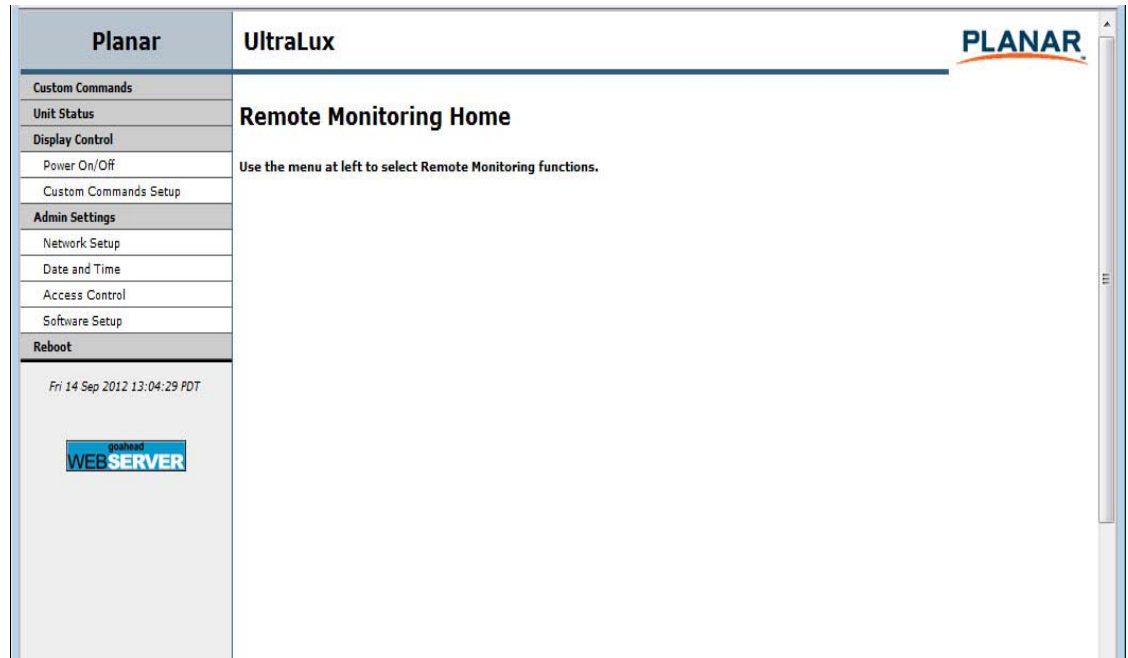 Planar
UltraLux
PLANAR
Custom Commands
Unit Status
Display Control
Power On/Off
Custom Commands Setup
Admin Settings
Network Setup
Date and Time
Access Control
Software Setup
Reboot
Fri 14 Sep 2012 13:04:29 PDT
goahead
WEBSERVER
Remote Monitoring Home
Use the menu at left to select Remote Monitoring functions.